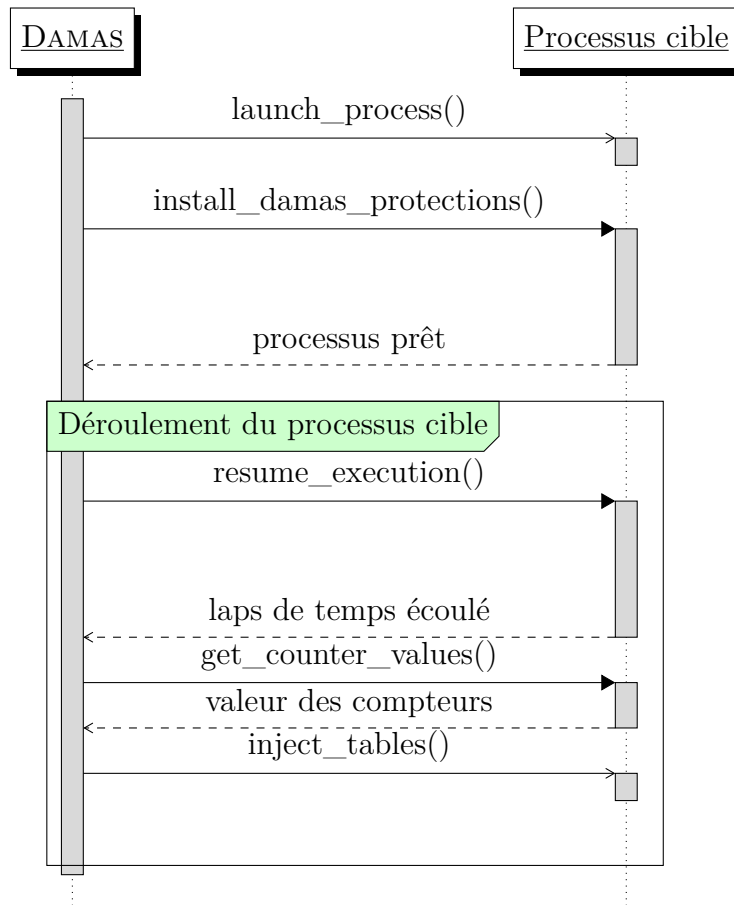 DAMAS
Processus cible
launch_process()
install_damas_protections()
processus prêt
Déroulement du processus cible
resume_execution()
laps de temps écoulé
get_counter_values()
valeur des compteurs
inject_tables()